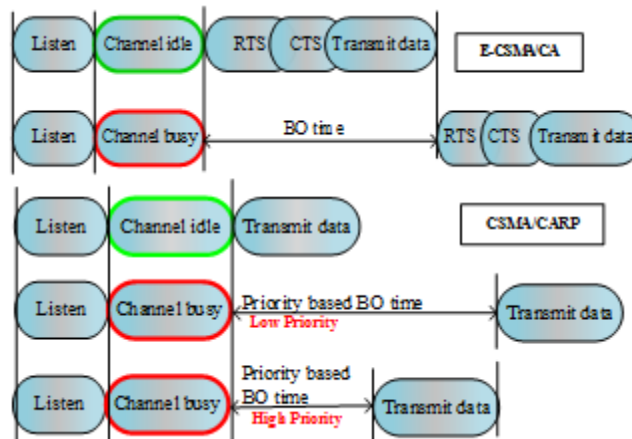 Listen Channel idle RTS CTS Transmit data
E-CSMA/CA
Listen Channel busy BO time RTS CTS Transmit data
Listen Channel idle Transmit data
CSMA/CARP
Listen Channel busy Priority based BO time Transmit data
Low Priority
Priority based
Listen Channel busy BO time Transmit data
High Priority